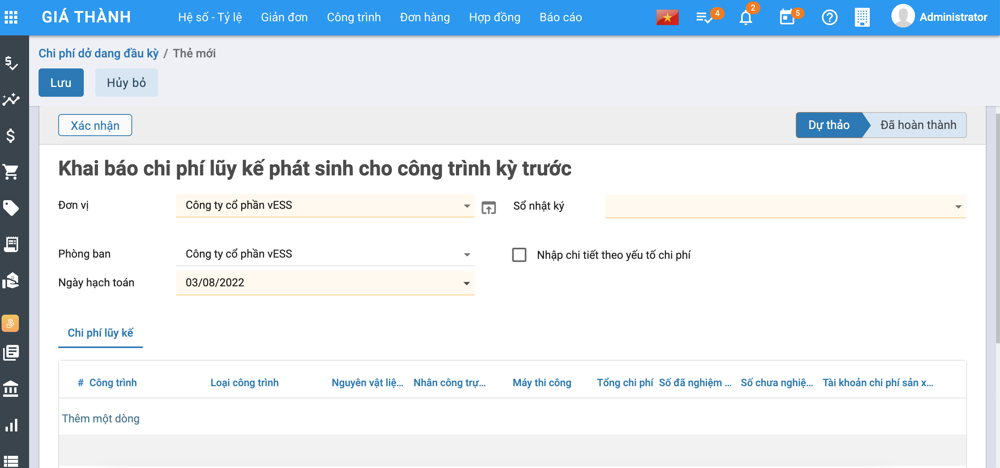 GIÁ THÀNH Hệ số - Tỷ lệ Giản đơn Công trình Đơn hàng Hợp đồng Báo cáo 4 2 5 Administrator
Chi phí dở dang đầu kỳ / Thẻ mới
Lưu Hủy bỏ
Xác nhận Dự thảo Đã hoàn thành
Khai báo chi phí lũy kế phát sinh cho công trình kỳ trước
Đơn vị Công ty cổ phần vESS Sổ nhật ký
Phòng ban Công ty cổ phần vESS Nhập chi tiết theo yếu tố chi phí
Ngày hạch toán 03/08/2022
Chi phí lũy kế
# Công trình Loại công trình Nguyên vật liệ... Nhân công trự... Máy thi công Tổng chi phí Số đã nghiệm ... Số chưa nghiệ... Tài khoản chi phí sản x...
Thêm một dòng